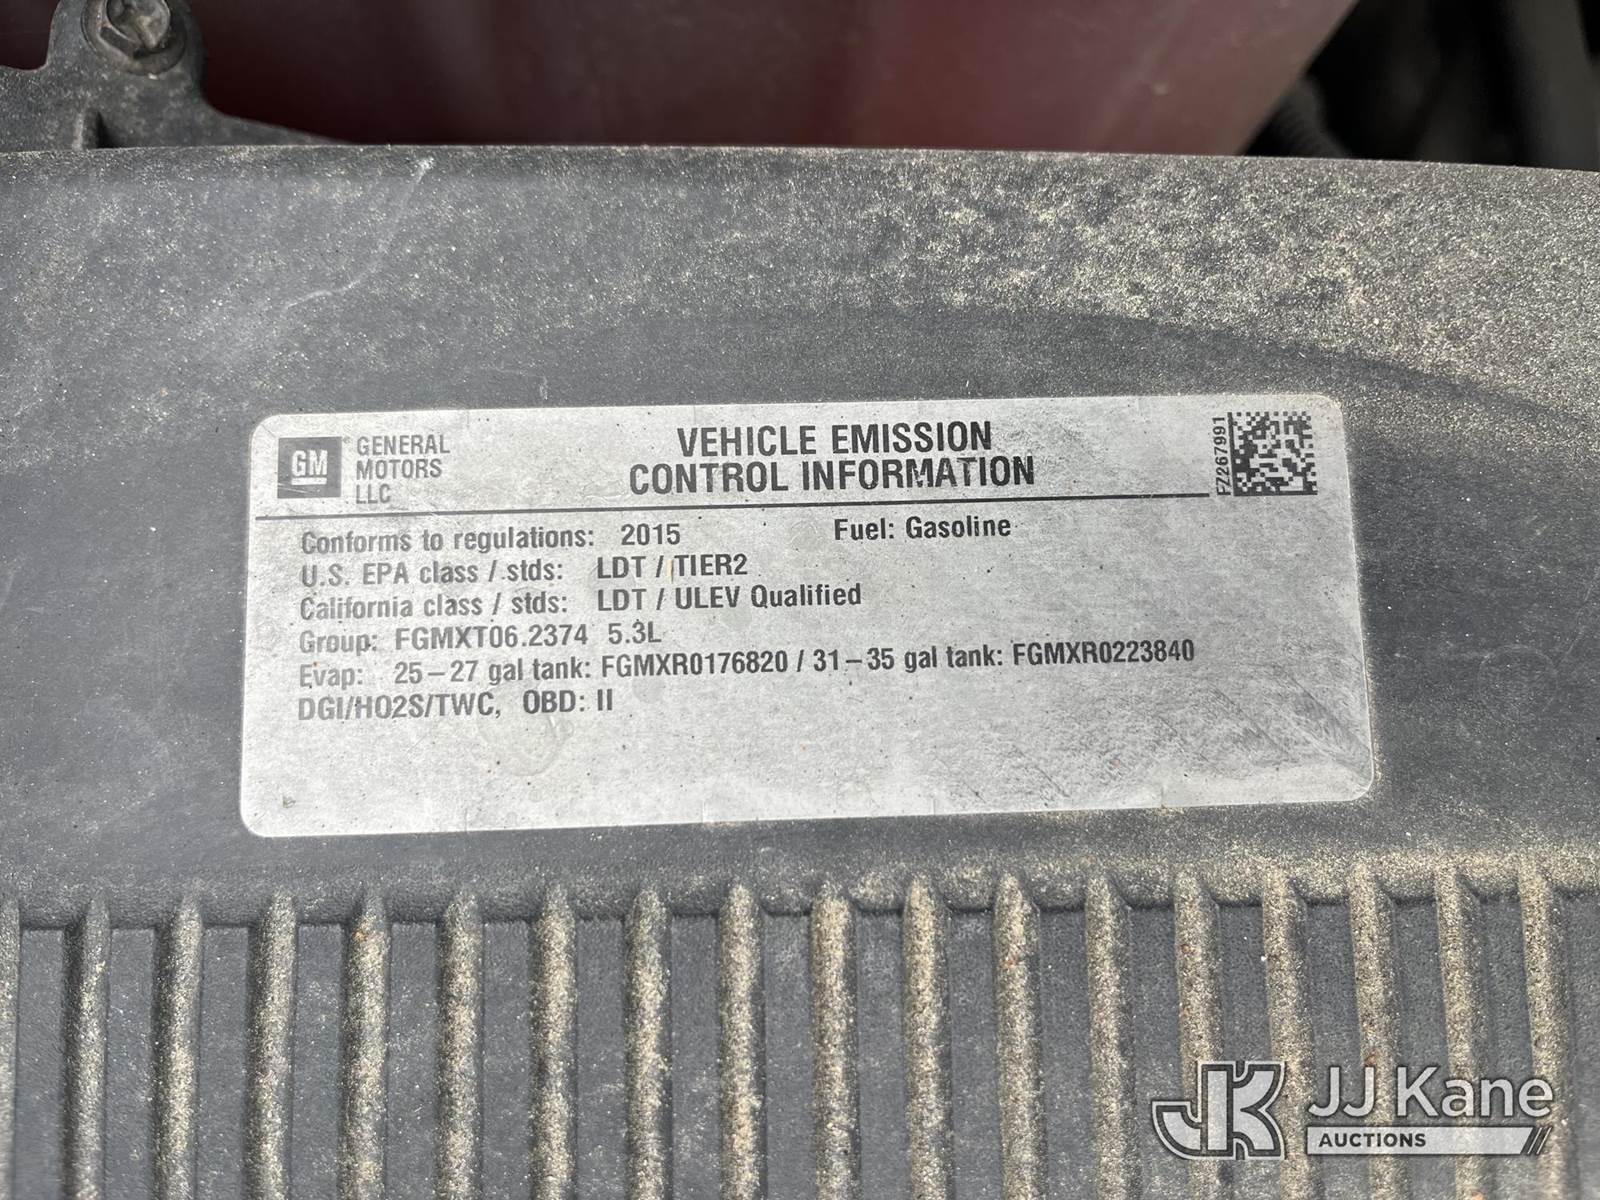 GM
GENERAL
MOTORS
LLC
VEHICLE EMISSION
CONTROL INFORMATION
FZ267991
Conforms to regulations: 2015 Fuel: Gasoline
U.S. EPA class / stds: LDT / TIER2
California class / stds: LDT / ULEV Qualified
Group: FGMXT06.2374 5.3L
Evap: 25-27 gal tank: FGMXR0176820 / 31-35 gal tank: FGMXR0223840
DGI/HO2S/TWC, OBD: II
JK JJ Kane
AUCTIONS